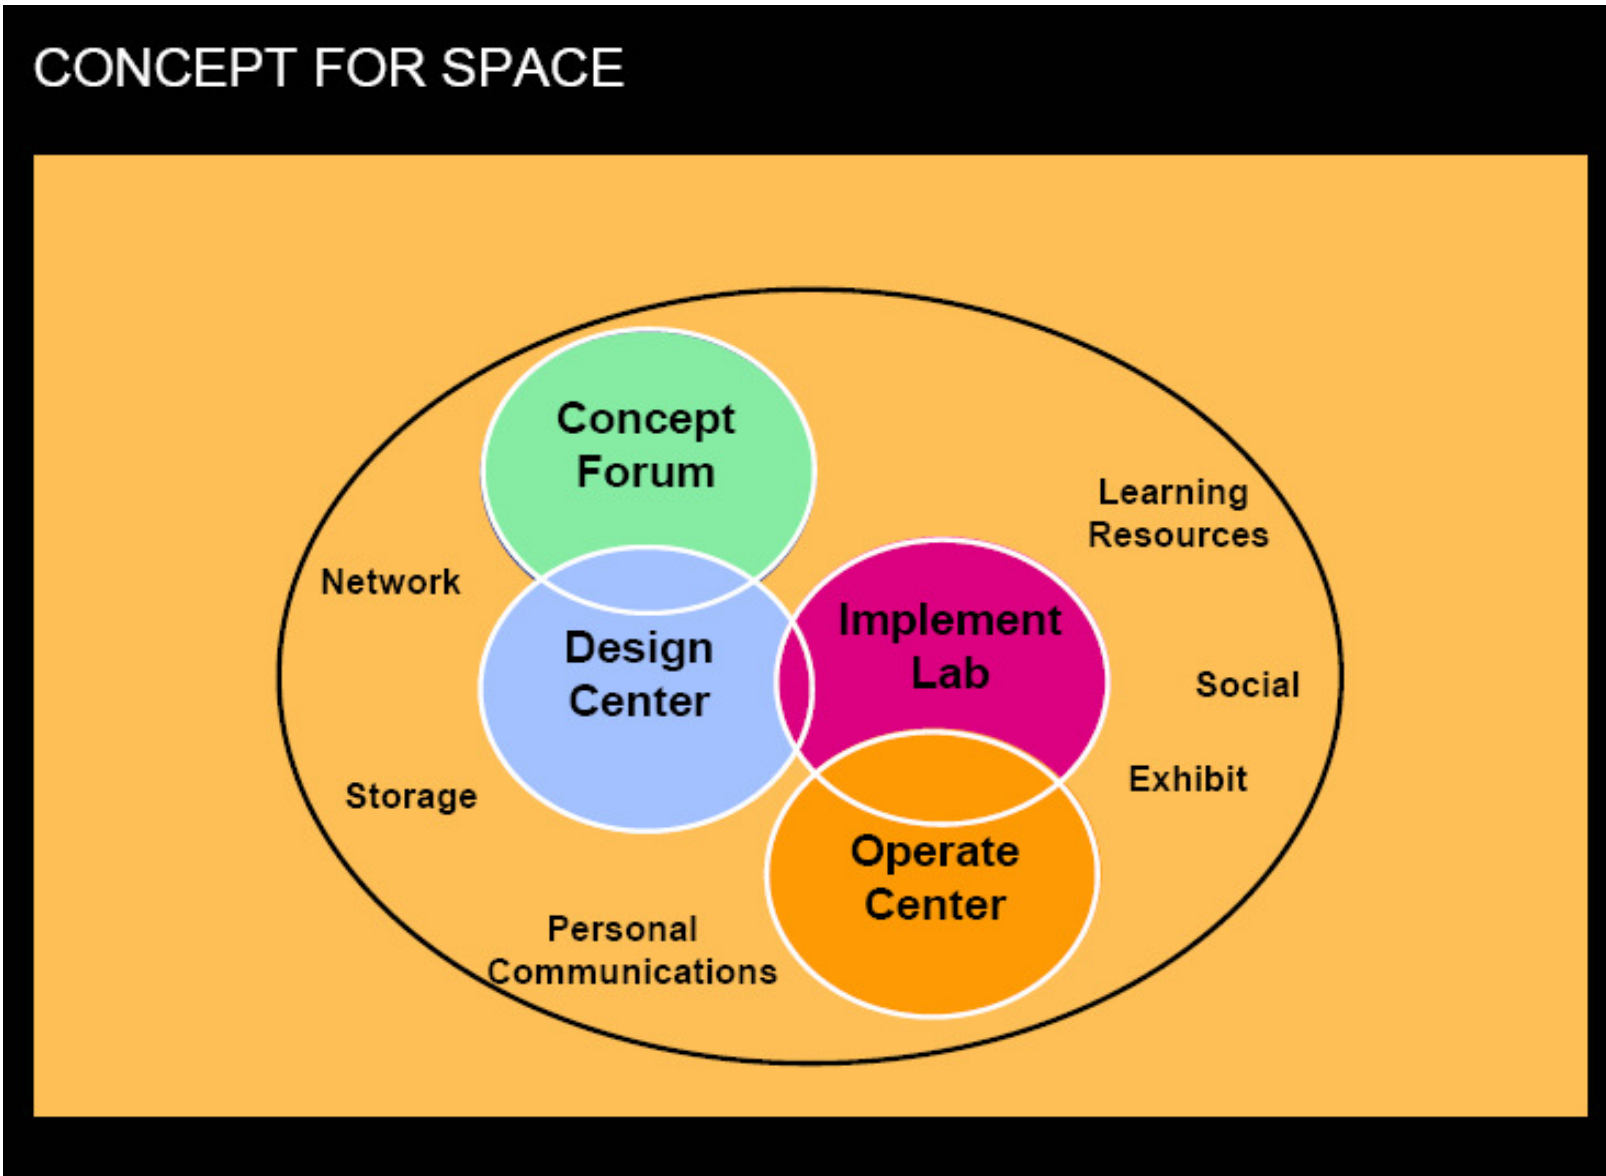 CONCEPT FOR SPACE
Concept
Forum
Learning
Resources
Network
Implement
Lab
Design
Center
Social
Exhibit
Storage
Operate
Center
Personal
Communications